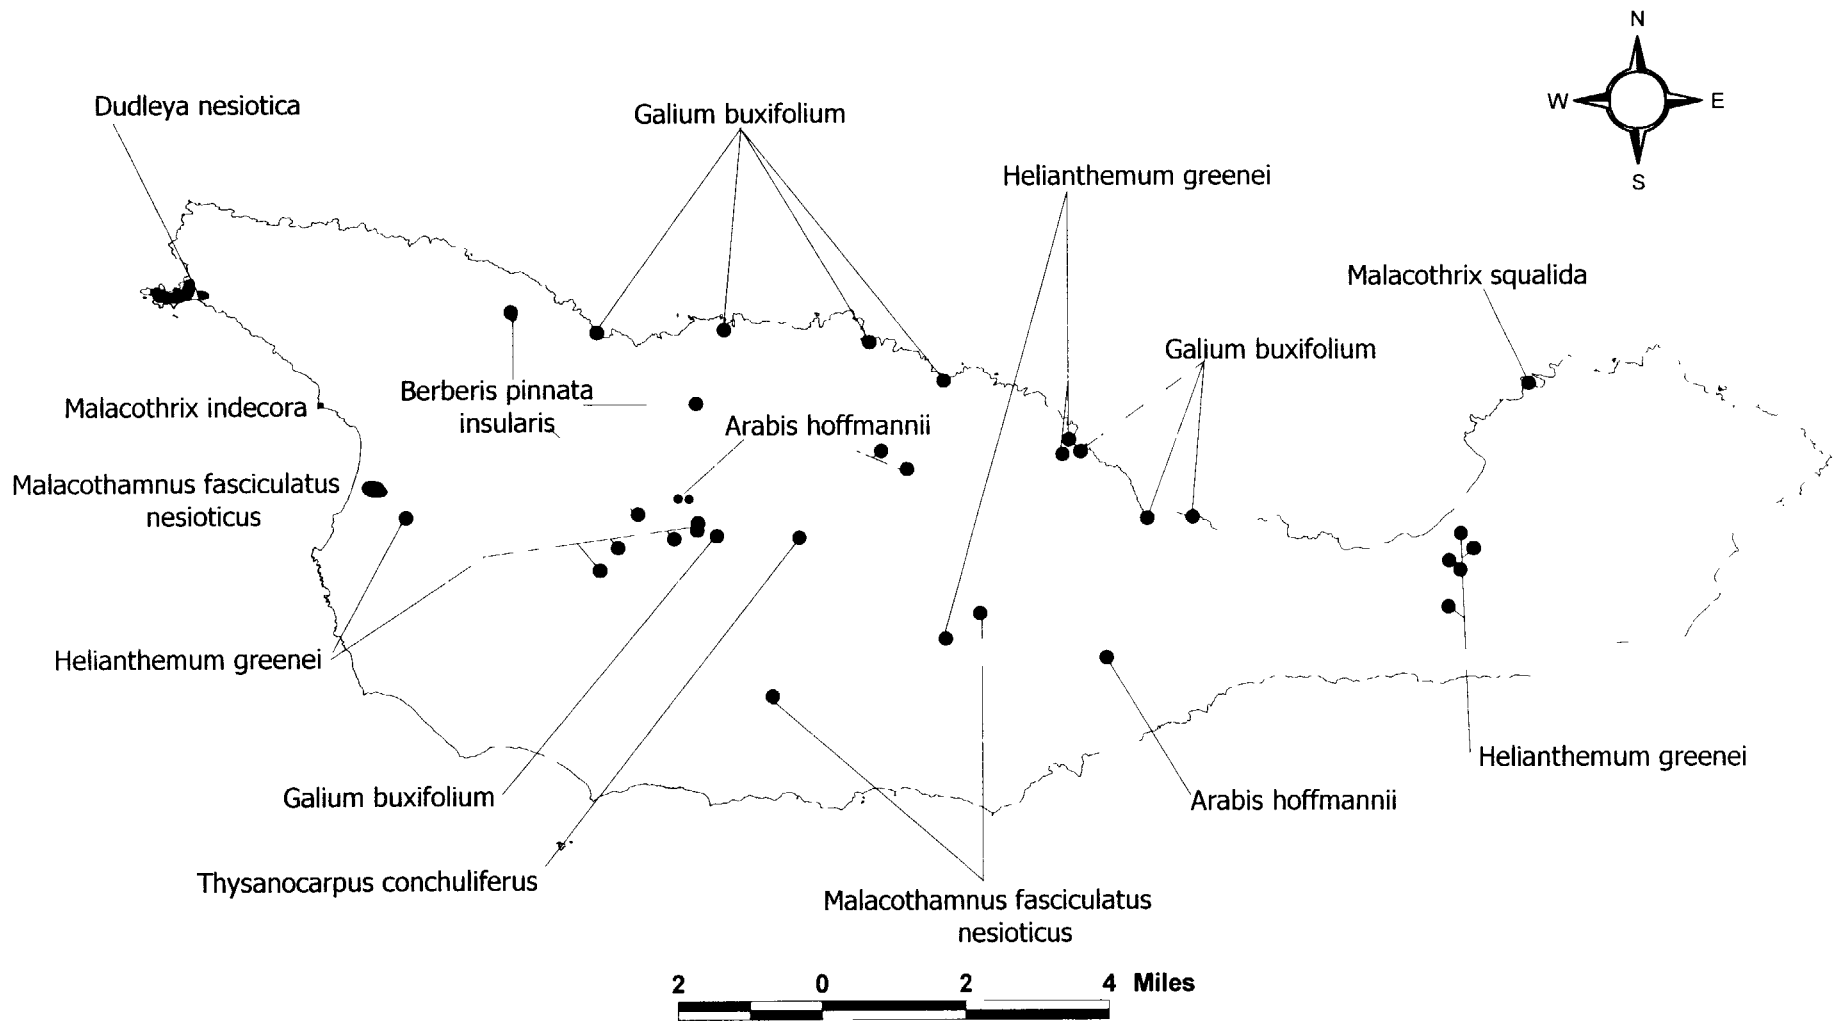 N
W E
S
Dudleya nesiotica
Galium buxifolium
Helianthemum greenei
Malacothrix squalida
Galium buxifolium
Berberis pinnata
insularis
Malacothrix indecora
Arabis hoffmannii
Malacothamnus fasciculatus
nesioticus
Helianthemum greenei
Helianthemum greenei
Galium buxifolium
Arabis hoffmannii
Thysanocarpus conchuliferus
Malacothamnus fasciculatus
nesioticus
2 0 2 4 Miles